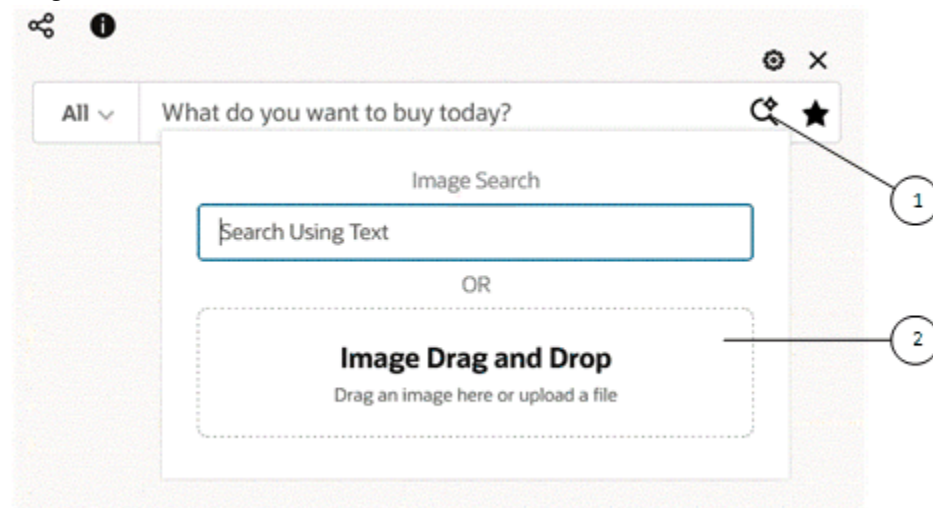 All
What do you want to buy today?
1
Image Search
Search Using Text
OR
2
Image Drag and Drop
Drag an image here or upload a file